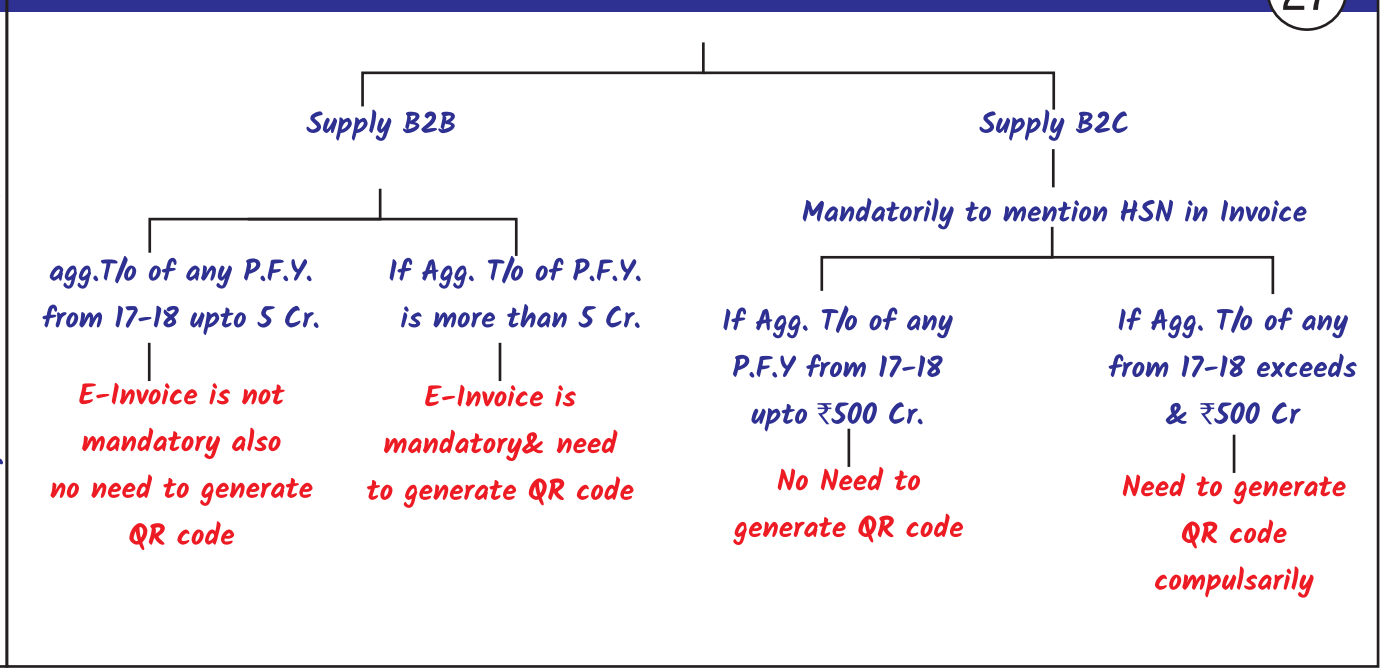 27
Supply B2B
Supply B2C
Mandatorily to mention HSN in Invoice
agg.T/o of any P.F.Y.
from 17-18 upto 5 Cr.
If Agg. T/o of P.F.Y.
is more than 5 Cr.
If Agg. T/o of any
P.F.Y from 17-18
upto ₹500 Cr.
If Agg. T/o of any
from 17-18 exceeds
& ₹500 Cr
E-Invoice is not
mandatory also
no need to generate
QR code
E-Invoice is
mandatory& need
to generate QR code
No Need to
generate QR code
Need to generate
QR code
compulsarily